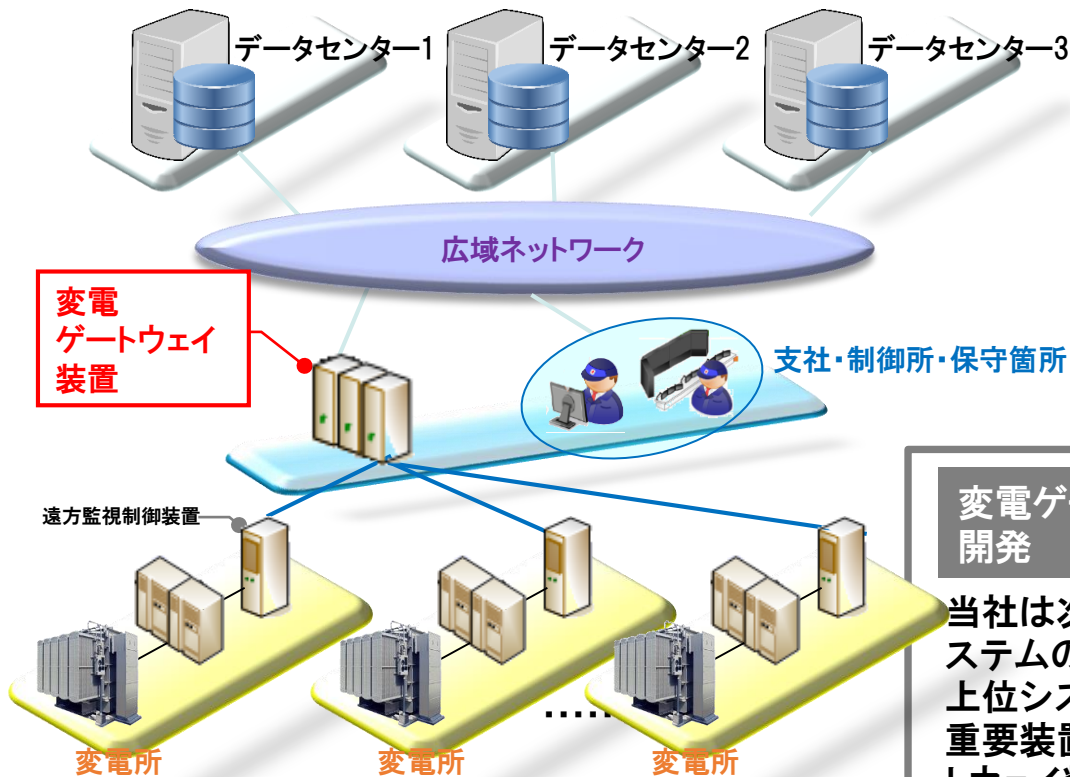 データセンター1
データセンター2
データセンター3
広域ネットワーク
変電
ゲートウェイ
装置
支社・制御所・保守箇所
遠方監視制御装置
変電所
変電所
変電所
……
変電ゲ
開発
当社は次
ステムの
上位シス
重要装置